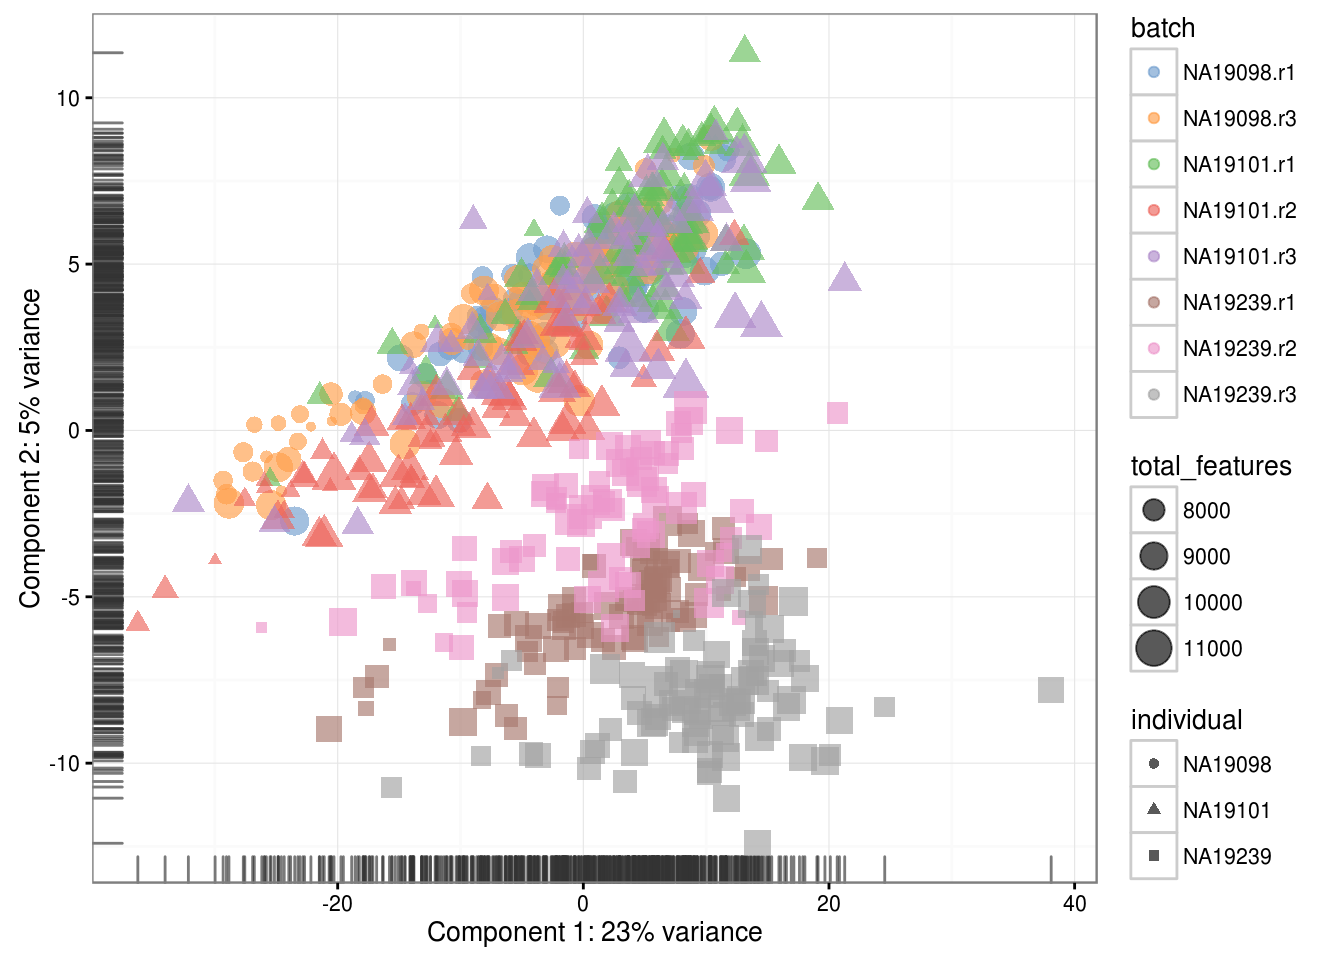 batch
NA19098.r1
NA19098.r3
NA19101.r1
NA19101.r2
NA19101.r3
NA19239.r1
NA19239.r2
NA19239.r3
total_features
8000
9000
10000
11000
individual
NA19098
NA19101
NA19239
Component 2: 5% variance
10
5
0
-5
-10
-20
0
20
40
Component 1: 23% variance